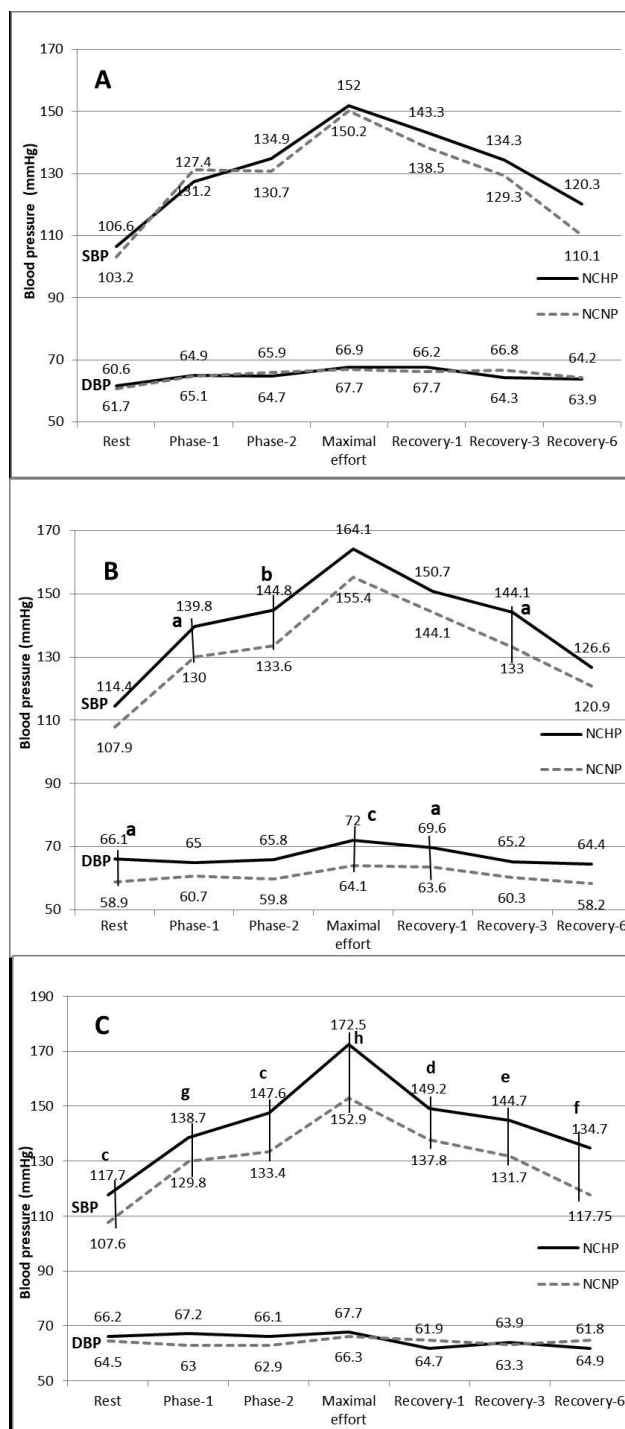 A
Blood pressure (mmHg)
170
150
130
110
90
70
50
152
150.2
143.3
138.5
134.9
130.7
134.3
129.3
127.4
131.2
120.3
110.1
106.6
103.2
SBP
NCHP
NCNP
60.6 64.9 65.9 66.9 66.2 66.8 64.2
DBP
61.7 65.1 64.7 67.7 67.7 64.3 63.9
Rest Phase-1 Phase-2 Maximal effort Recovery-1 Recovery-3 Recovery-6
B
Blood pressure (mmHg)
170
150
130
110
90
70
50
164.1
155.4
150.7
144.1
b
144.8
133.6
a
139.8
130
144.1
a
133
126.6
120.9
114.4
107.9
SBP
NCHP
NCNP
66.1 a 65 65.8 72 c 69.6 a 65.2 64.4
DBP
58.9 60.7 59.8 64.1 63.6 60.3 58.2
Rest Phase-1 Phase-2 Maximal effort Recovery-1 Recovery-3 Recovery-6
C
Blood pressure (mmHg)
190
170
150
130
110
90
70
50
172.5
h
152.9
c
147.6
133.4
g
138.7
129.8
d
149.2
137.8
e
144.7
131.7
f
134.7
117.75
c
117.7
107.6
SBP
NCHP
NCNP
66.2 67.2 66.1 67.7 61.9 63.9 61.8
DBP
64.5 63 62.9 66.3 64.7 63.3 64.9
Rest Phase-1 Phase-2 Maximal effort Recovery-1 Recovery-3 Recovery-6